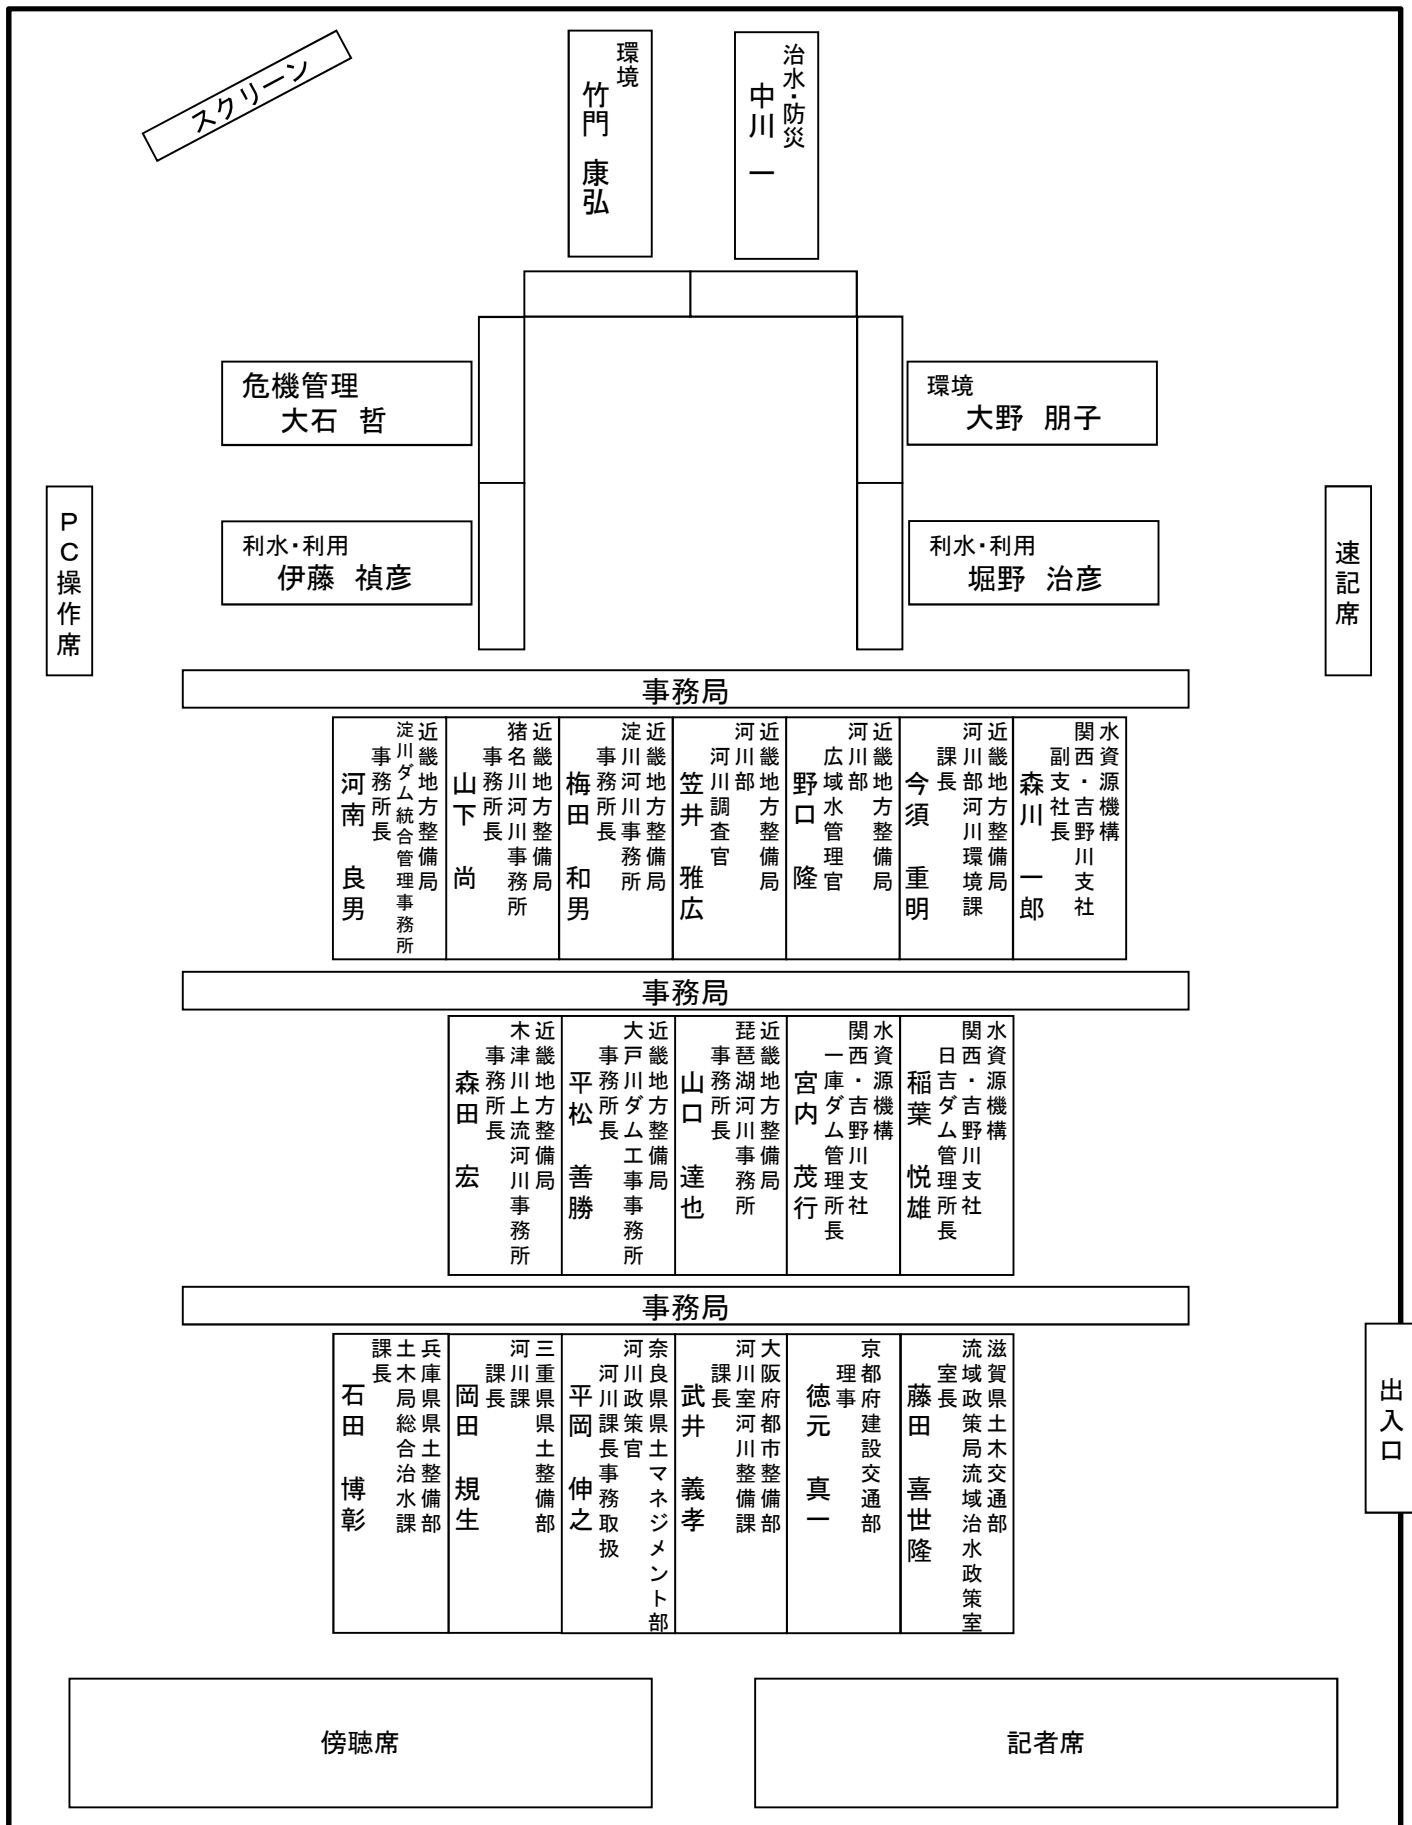 スクリーン
環境
竹門 康弘
治水・防災
中川 一
危機管理
大石 哲
環境
大野 朋子
利水・利用
伊藤 禎彦
利水・利用
堀野 治彦
PC操作席
速記席
事務局
近畿地方整備局
淀川ダム統合管理事務所
事務所長
河南 良男
近畿地方整備局
猪名川河川事務所
事務所長
山下 尚
近畿地方整備局
淀川河川事務所
事務所長
梅田 和男
近畿地方整備局
河川部
河川調査官
笠井 雅広
近畿地方整備局
河川部
広域水管理官
野口 隆
近畿地方整備局
河川部河川環境課
課長
今須 重明
水資源機構
関西・吉野川支社
副支社長
森川 一郎
事務局
近畿地方整備局
木津川上流河川事務所
事務所長
森田 宏
近畿地方整備局
大戸川ダム工事事務所
事務所長
平松 善勝
近畿地方整備局
琵琶湖河川事務所
事務所長
山口 達也
水資源機構
関西・吉野川支社
一庫ダム管理所長
宮内 茂行
水資源機構
関西・吉野川支社
日吉ダム管理所長
稲葉 悦雄
事務局
兵庫県県土整備部
土木局総合治水課
課長
石田 博彰
三重県県土整備部
河川課
課長
岡田 規生
奈良県県土マネジメント部
河川政策官
河川課長事務取扱
平岡 伸之
大阪府都市整備部
河川室河川整備課
課長
武井 義孝
京都府建設交通部
理事
徳元 真一
滋賀県土木交通部
流域政策局流域治水政策室
室長
藤田 喜世隆
出入口
傍聴席
記者席